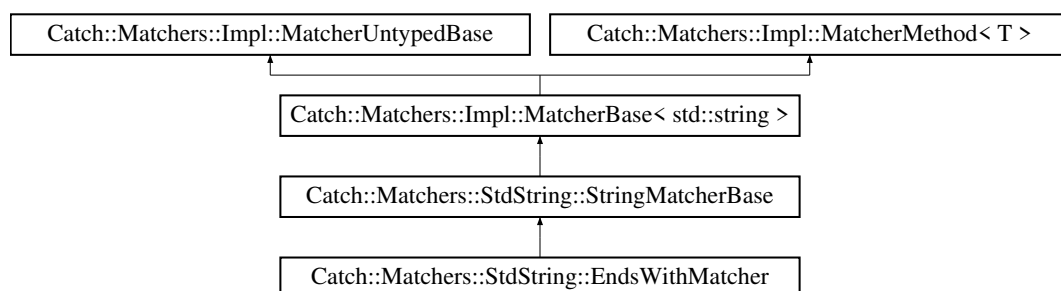 Catch::Matchers::Impl::MatcherUntypedBase
Catch::Matchers::Impl::MatcherMethod< T >
Catch::Matchers::Impl::MatcherBase< std::string >
Catch::Matchers::StdString::StringMatcherBase
Catch::Matchers::StdString::EndsWithMatcher